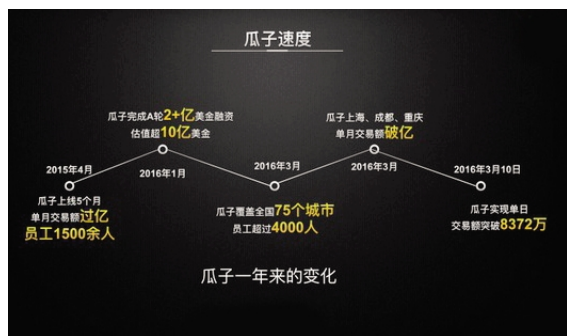 瓜子速度
瓜子完成A轮2+亿美金融资
估值超10亿美金
瓜子上海、成都、重庆
单月交易额破亿
2015年4月
2016年1月
2016年3月
2016年3月
2016年3月10日
瓜子上线5个月
单月交易额过亿
员工1500余人
瓜子覆盖全国75个城市
员工超过4000人
瓜子实现单日
交易额突破8372万
瓜子一年来的变化